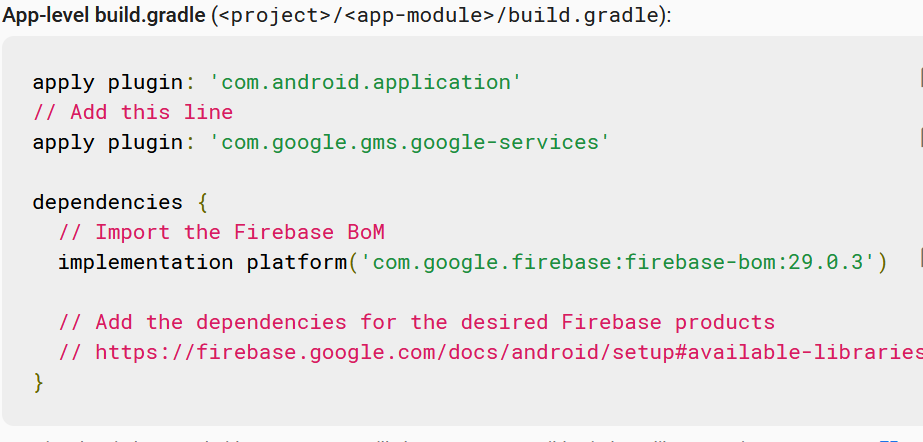 App-level build.gradle (<project>/<app-module>/build.gradle):
apply plugin: 'com.android.application'
// Add this line
apply plugin: 'com.google.gms.google-services'
dependencies {
// Import the Firebase BoM
implementation platform('com.google.firebase:firebase-bom:29.0.3')
// Add the dependencies for the desired Firebase products
// https://firebase.google.com/docs/android/setup#available-libraries
}